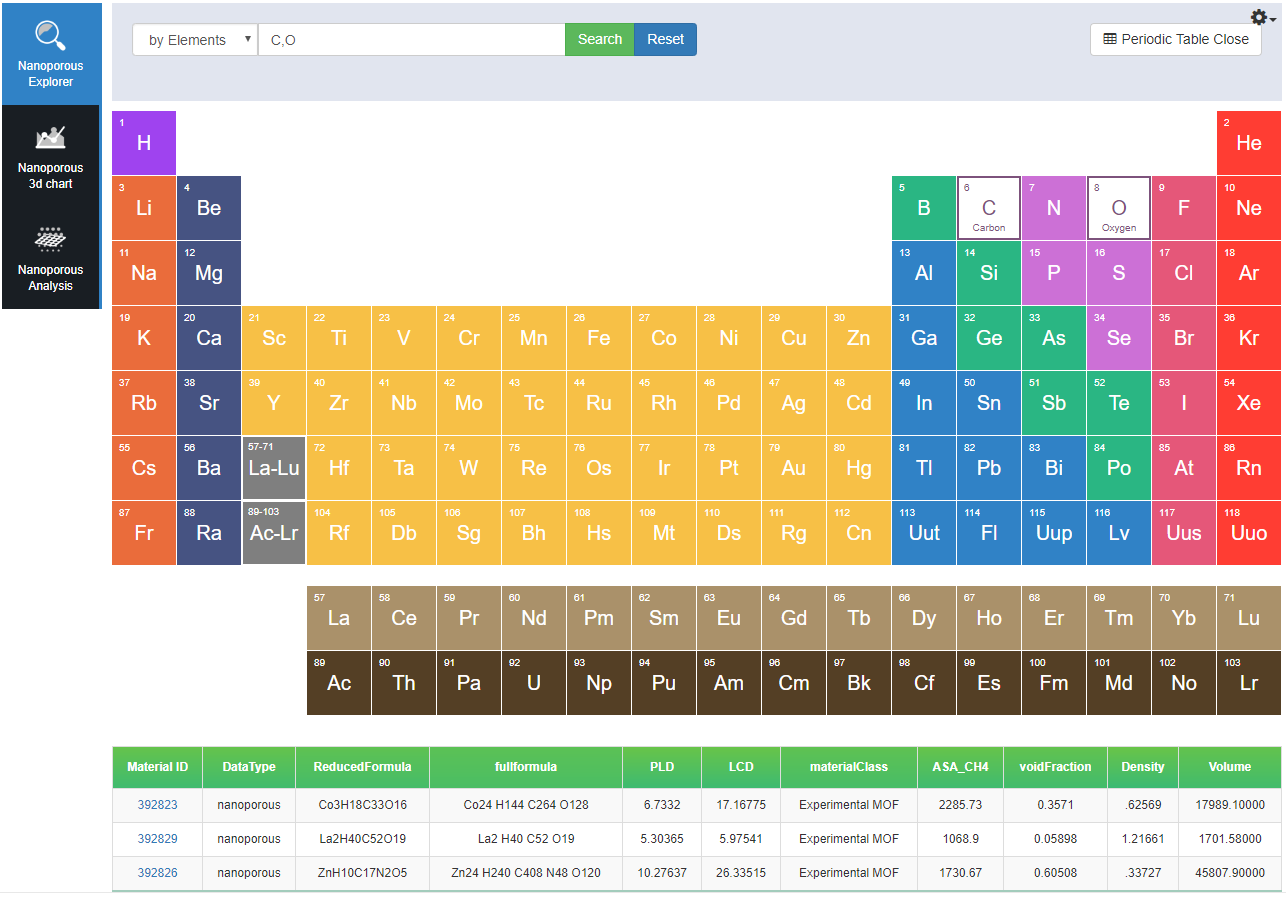 Nanoporous
Explorer
Nanoporous
3d chart
Nanoporous
Analysis
by Elements C,O Search Reset Periodic Table Close
1 2
H He
3 4 5 6 7 8 9 10
Li Be B C N O F Ne
Carbon Oxygen
11 12 13 14 15 16 17 18
Na Mg Al Si P S Cl Ar
19 20 21 22 23 24 25 26 27 28 29 30 31 32 33 34 35 36
K Ca Sc Ti V Cr Mn Fe Co Ni Cu Zn Ga Ge As Se Br Kr
37 38 39 40 41 42 43 44 45 46 47 48 49 50 51 52 53 54
Rb Sr Y Zr Nb Mo Tc Ru Rh Pd Ag Cd In Sn Sb Te I Xe
55 56 57-71 72 73 74 75 76 77 78 79 80 81 82 83 84 85 86
Cs Ba La-Lu Hf Ta W Re Os Ir Pt Au Hg Tl Pb Bi Po At Rn
87 88 89-103 104 105 106 107 108 109 110 111 112 113 114 115 116 117 118
Fr Ra Ac-Lr Rf Db Sg Bh Hs Mt Ds Rg Cn Uut Fl Uup Lv Uus Uuo
57 58 59 60 61 62 63 64 65 66 67 68 69 70 71
La Ce Pr Nd Pm Sm Eu Gd Tb Dy Ho Er Tm Yb Lu
89 90 91 92 93 94 95 96 97 98 99 100 101 102 103
Ac Th Pa U Np Pu Am Cm Bk Cf Es Fm Md No Lr
Material ID DataType ReducedFormula fullformula PLD LCD materialClass ASA_CH4 voidFraction Density Volume
392823 nanoporous Co3H18C33O16 Co24 H144 C264 O128 6.7332 17.16775 Experimental MOF 2285.73 0.3571 .62569 17989.10000
392829 nanoporous La2H40C52O19 La2 H40 C52 O19 5.30365 5.97541 Experimental MOF 1068.9 0.05898 1.21661 1701.58000
392826 nanoporous ZnH10C17N2O5 Zn24 H240 C408 N48 O120 10.27637 26.33515 Experimental MOF 1730.67 0.60508 .33727 45807.90000